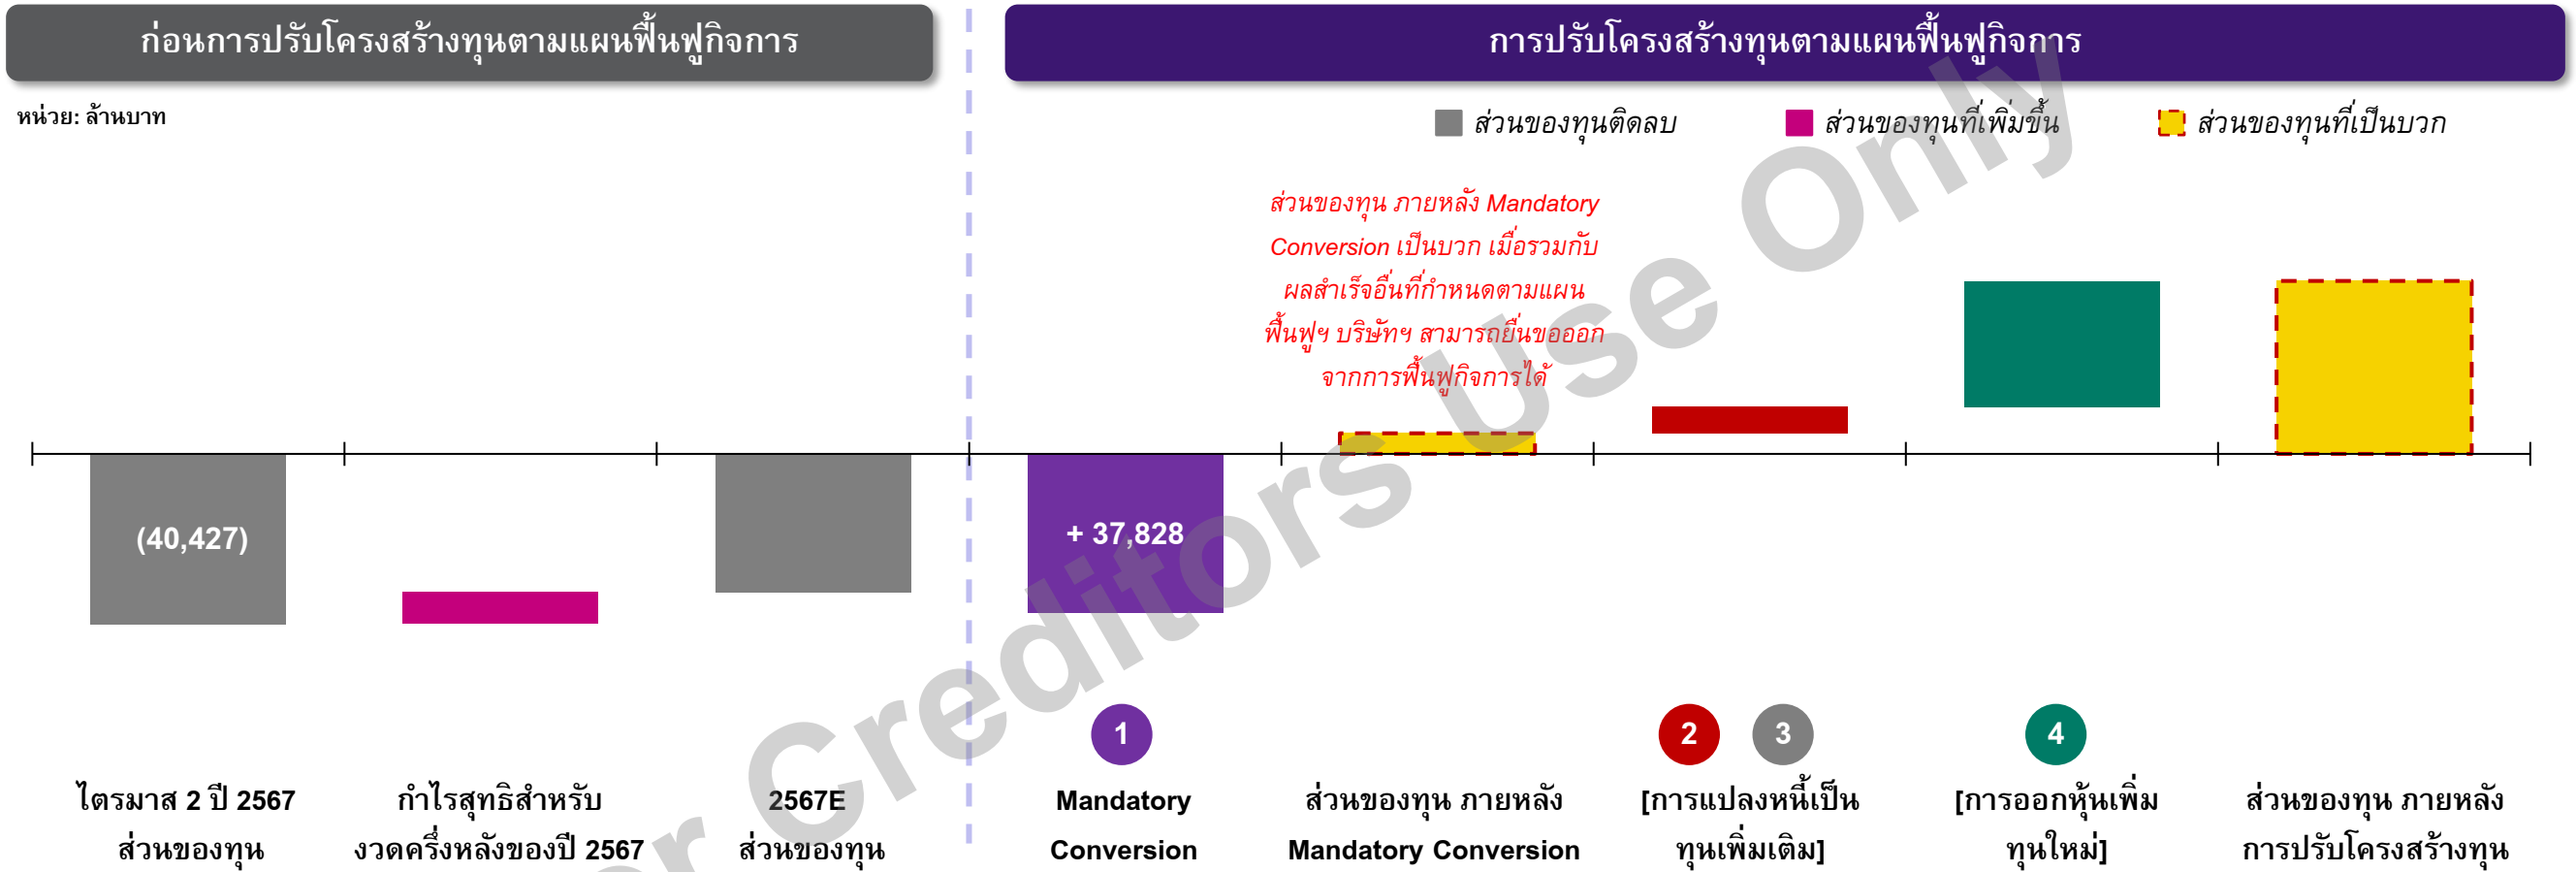 ก่อนการปรับโครงสร้างทุนตามแผนฟื้นฟูกิจการ
การปรับโครงสร้างทุนตามแผนฟื้นฟูกิจการ
หน่วย: ล้านบาท
ส่วนของทุนติดลบ
ส่วนของทุนที่เพิ่มขึ้น
ส่วนของทุนที่เป็นบวก
ส่วนของทุน ภายหลัง Mandatory
Conversion เป็นบวก เมื่อรวมกับ
ผลสำเร็จอื่นที่กำหนดตามแผน
ฟื้นฟูฯ บริษัทฯ สามารถยื่นขอออก
จากการฟื้นฟูกิจการได้
(40,427)
+ 37,828
1
2
3
4
ไตรมาส 2 ปี 2567
ส่วนของทุน
กำไรสุทธิสำหรับ
งวดครึ่งหลังของปี 2567
2567E
ส่วนของทุน
Mandatory
Conversion
ส่วนของทุน ภายหลัง
Mandatory Conversion
[การแปลงหนี้เป็น
ทุนเพิ่มเติม]
[การออกหุ้นเพิ่ม
ทุนใหม่]
ส่วนของทุน ภายหลัง
การปรับโครงสร้างทุน
r Creditors Use Only